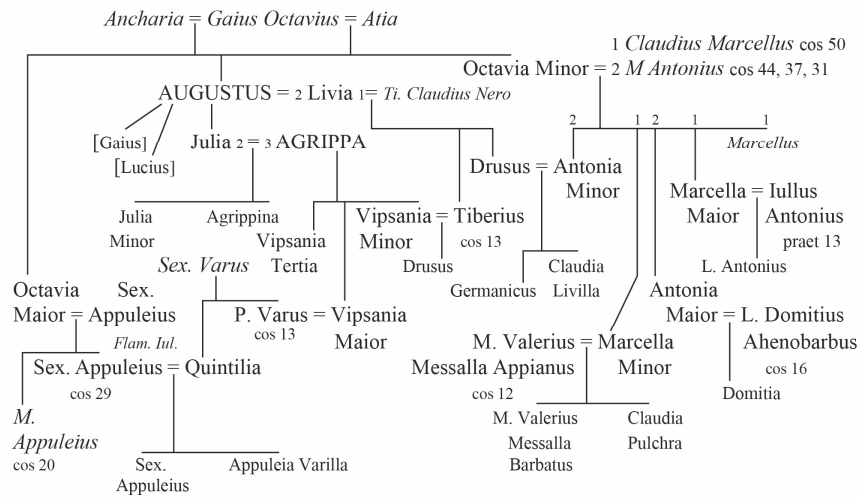 Ancharia = Gaius Octavius = Atia
1 Claudius Marcellus cos 50
Octavia Minor = 2 M Antonius cos 44, 37, 31
AUGUSTUS = 2 Livia 1= Ti. Claudius Nero
2 1 2 1 1
[Gaius] Julia 2 = 3 AGRIPPA Marcellus
[Lucius]
Drusus = Antonia
Minor
Marcella = Iullus
Maior Antonius
praet 13
Julia Agrippina
Minor
Vipsania = Tiberius
Minor cos 13
Vipsania
Tertia
Drusus
Claudia
Germanicus Livilla
L. Antonius
Sex. Varus
Octavia Sex.
Maior = Appuleius
Flam. Iul.
P. Varus = Vipsania
cos 13 Maior
Antonia
Maior = L. Domitius
Ahenobarbus
cos 16
Sex. Appuleius = Quintilia
cos 29
M. Valerius = Marcella
Messalla Appianus Minor
cos 12
Domitia
M.
Appuleius
cos 20
M. Valerius Claudia
Messalla Pulchra
Barbatus
Sex. Appuleia Varilla
Appuleius